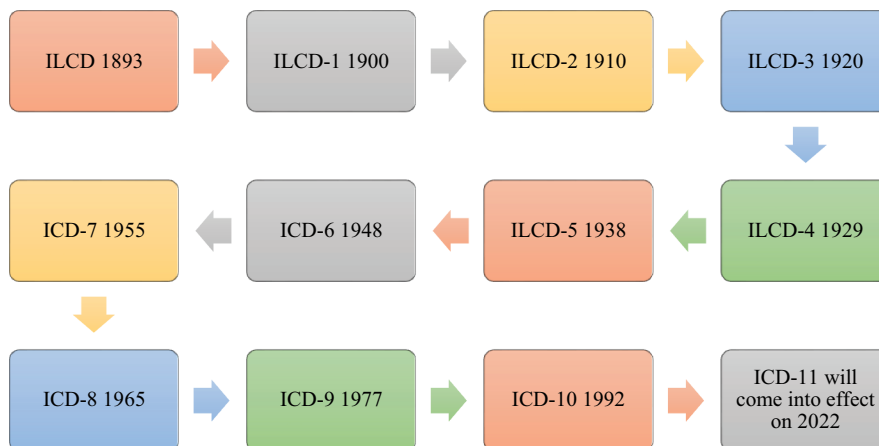 ILCD 1893
ILCD-1 1900
ILCD-2 1910
ILCD-3 1920
ILCD-4 1929
ILCD-5 1938
ICD-6 1948
ICD-7 1955
ICD-8 1965
ICD-9 1977
ICD-10 1992
ICD-11 will
come into effect
on 2022